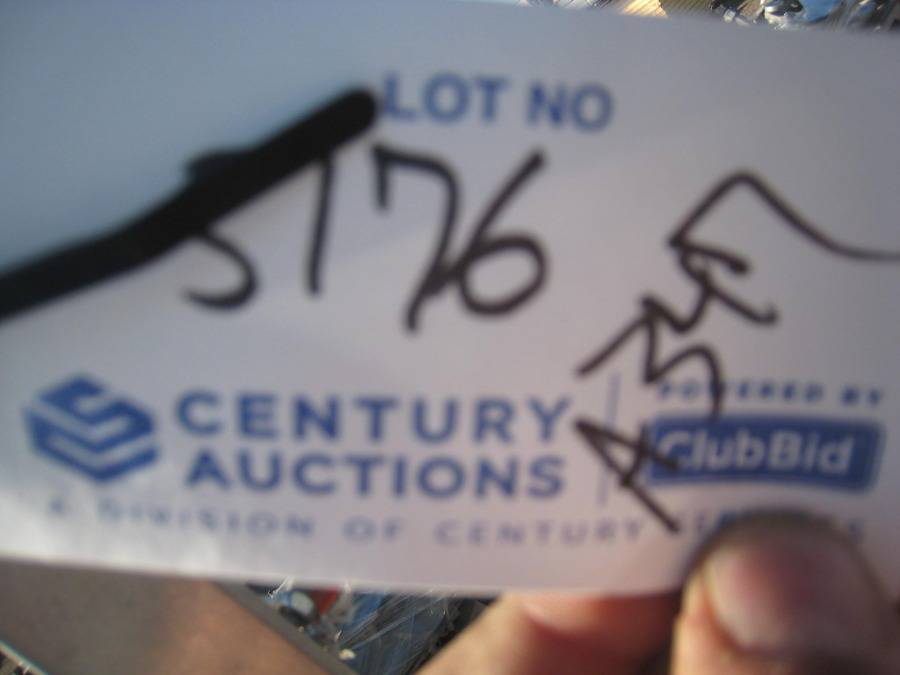 LOT NO
5176
CENTURY
AUCTIONS
POWERED BY
ClubBid
A DIVISION OF CENTURY